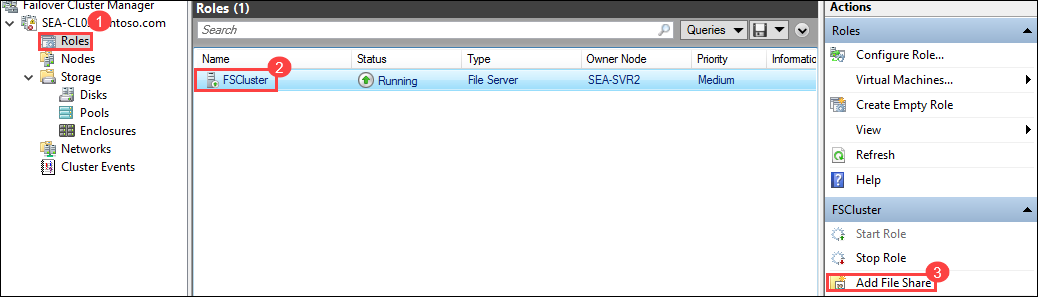 Failover Cluster Manager
SEA-CL0 ntoso.com
Roles
Nodes
Storage
Disks
Pools
Enclosures
Networks
Cluster Events
1
Roles (1)
Search
Queries
Name Status Type Owner Node Priority Informatio
FSCluster Running File Server SEA-SVR2 Medium
2
Actions
Roles
Configure Role...
Virtual Machines...
Create Empty Role
View
Refresh
Help
FSCluster
Start Role
Stop Role
Add File Share
3